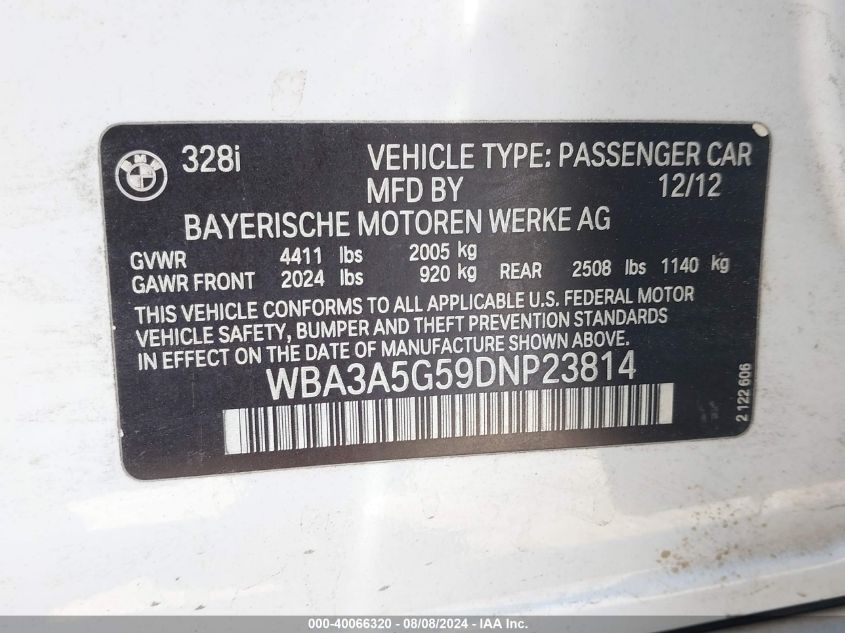 BMW
328i VEHICLE TYPE: PASSENGER CAR
MFD BY 12/12
BAYERISCHE MOTOREN WERKE AG
GVWR 4411 lbs 2005 kg
GAWR FRONT 2024 lbs 920 kg REAR 2508 lbs 1140 kg
THIS VEHICLE CONFORMS TO ALL APPLICABLE U.S. FEDERAL MOTOR
VEHICLE SAFETY, BUMPER AND THEFT PREVENTION STANDARDS
IN EFFECT ON THE DATE OF MANUFACTURE SHOWN ABOVE.
WBA3A5G59DNP23814
2 122 606
000-40066320 - 08/08/2024 - IAA Inc.